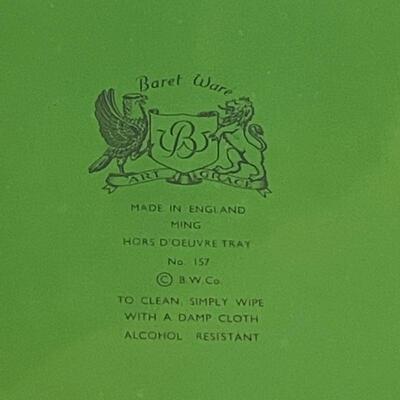 Baret Ware
B
ART GRACE
MADE IN ENGLAND
MING
HORS D'OEUVRE TRAY
No. 157
© B.W.Co.
TO CLEAN, SIMPLY WIPE
WITH A DAMP CLOTH
ALCOHOL RESISTANT